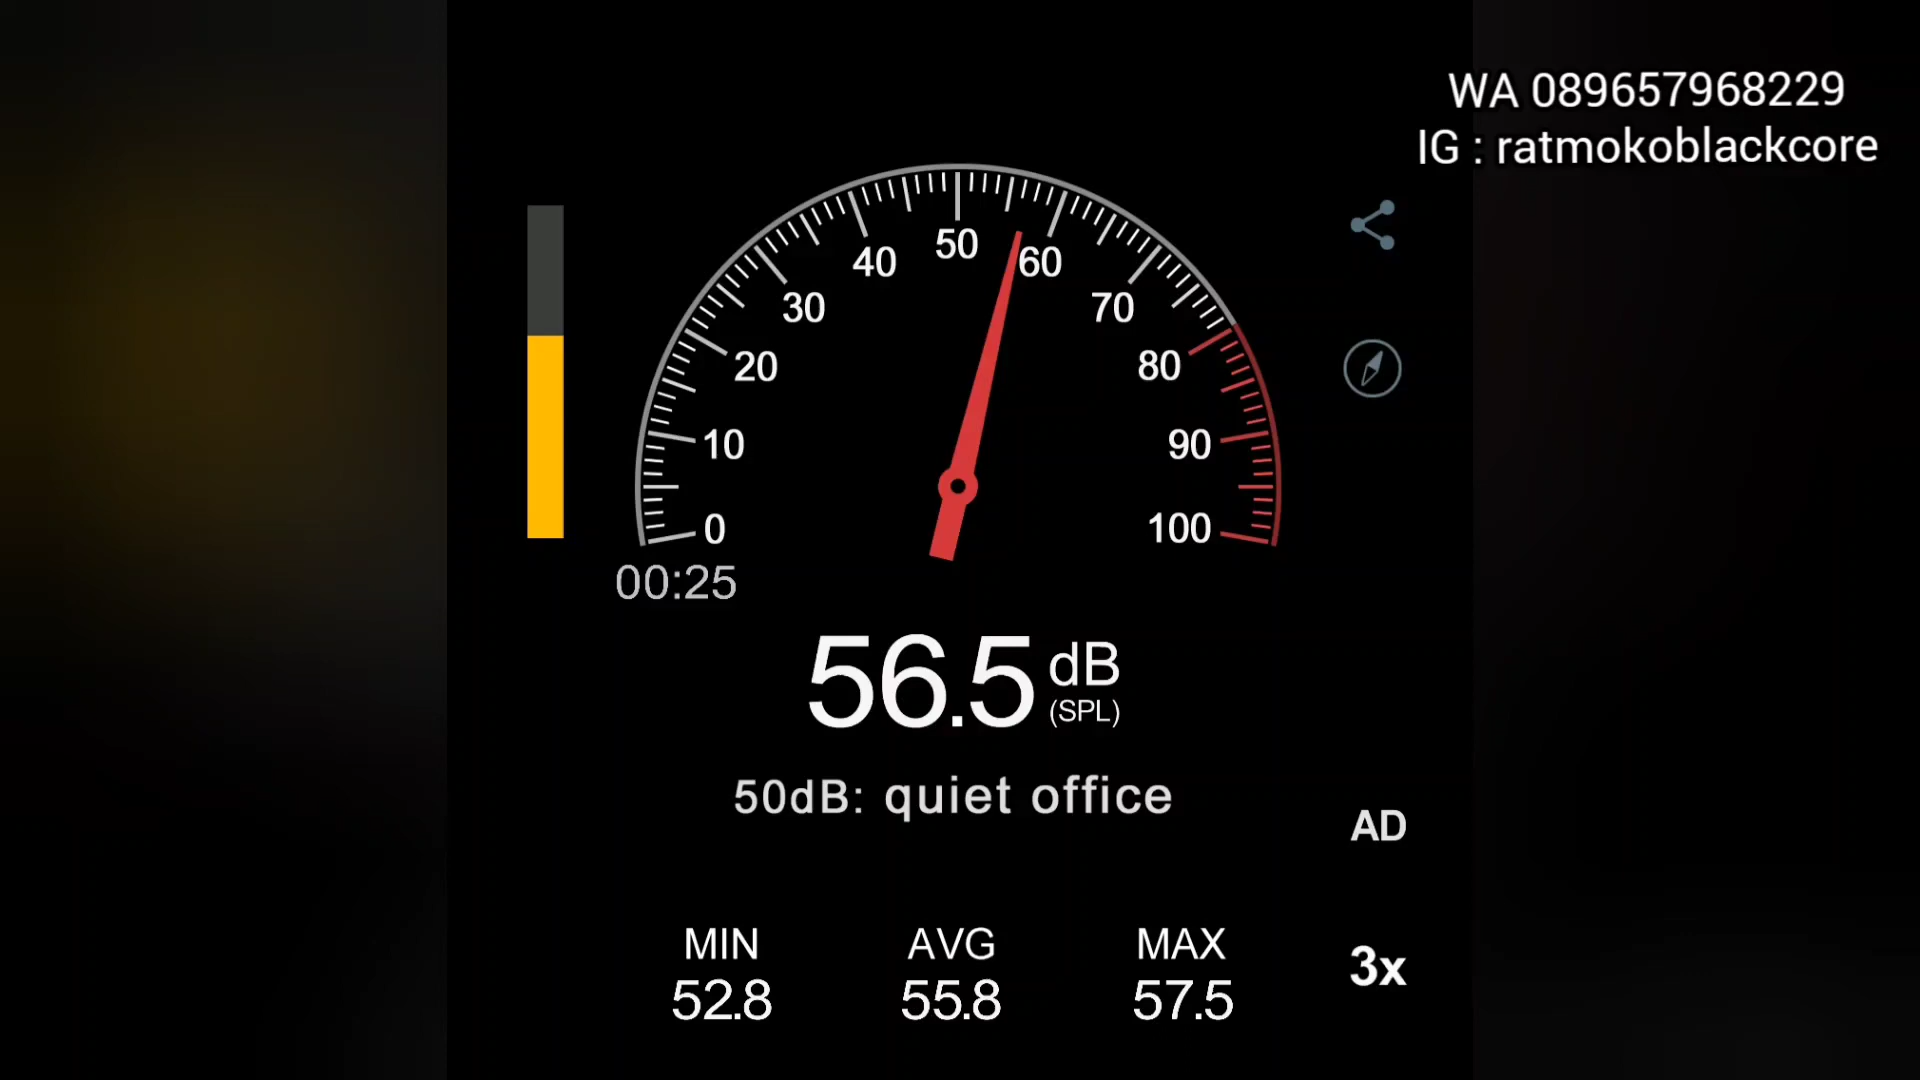 WA 089657968229
IG : ratmokoblackcore
0
10
20
30
40
50
60
70
80
90
100
00:25
56.5 dB
(SPL)
50dB: quiet office
AD
MIN AVG MAX
52.8 55.8 57.5
3x